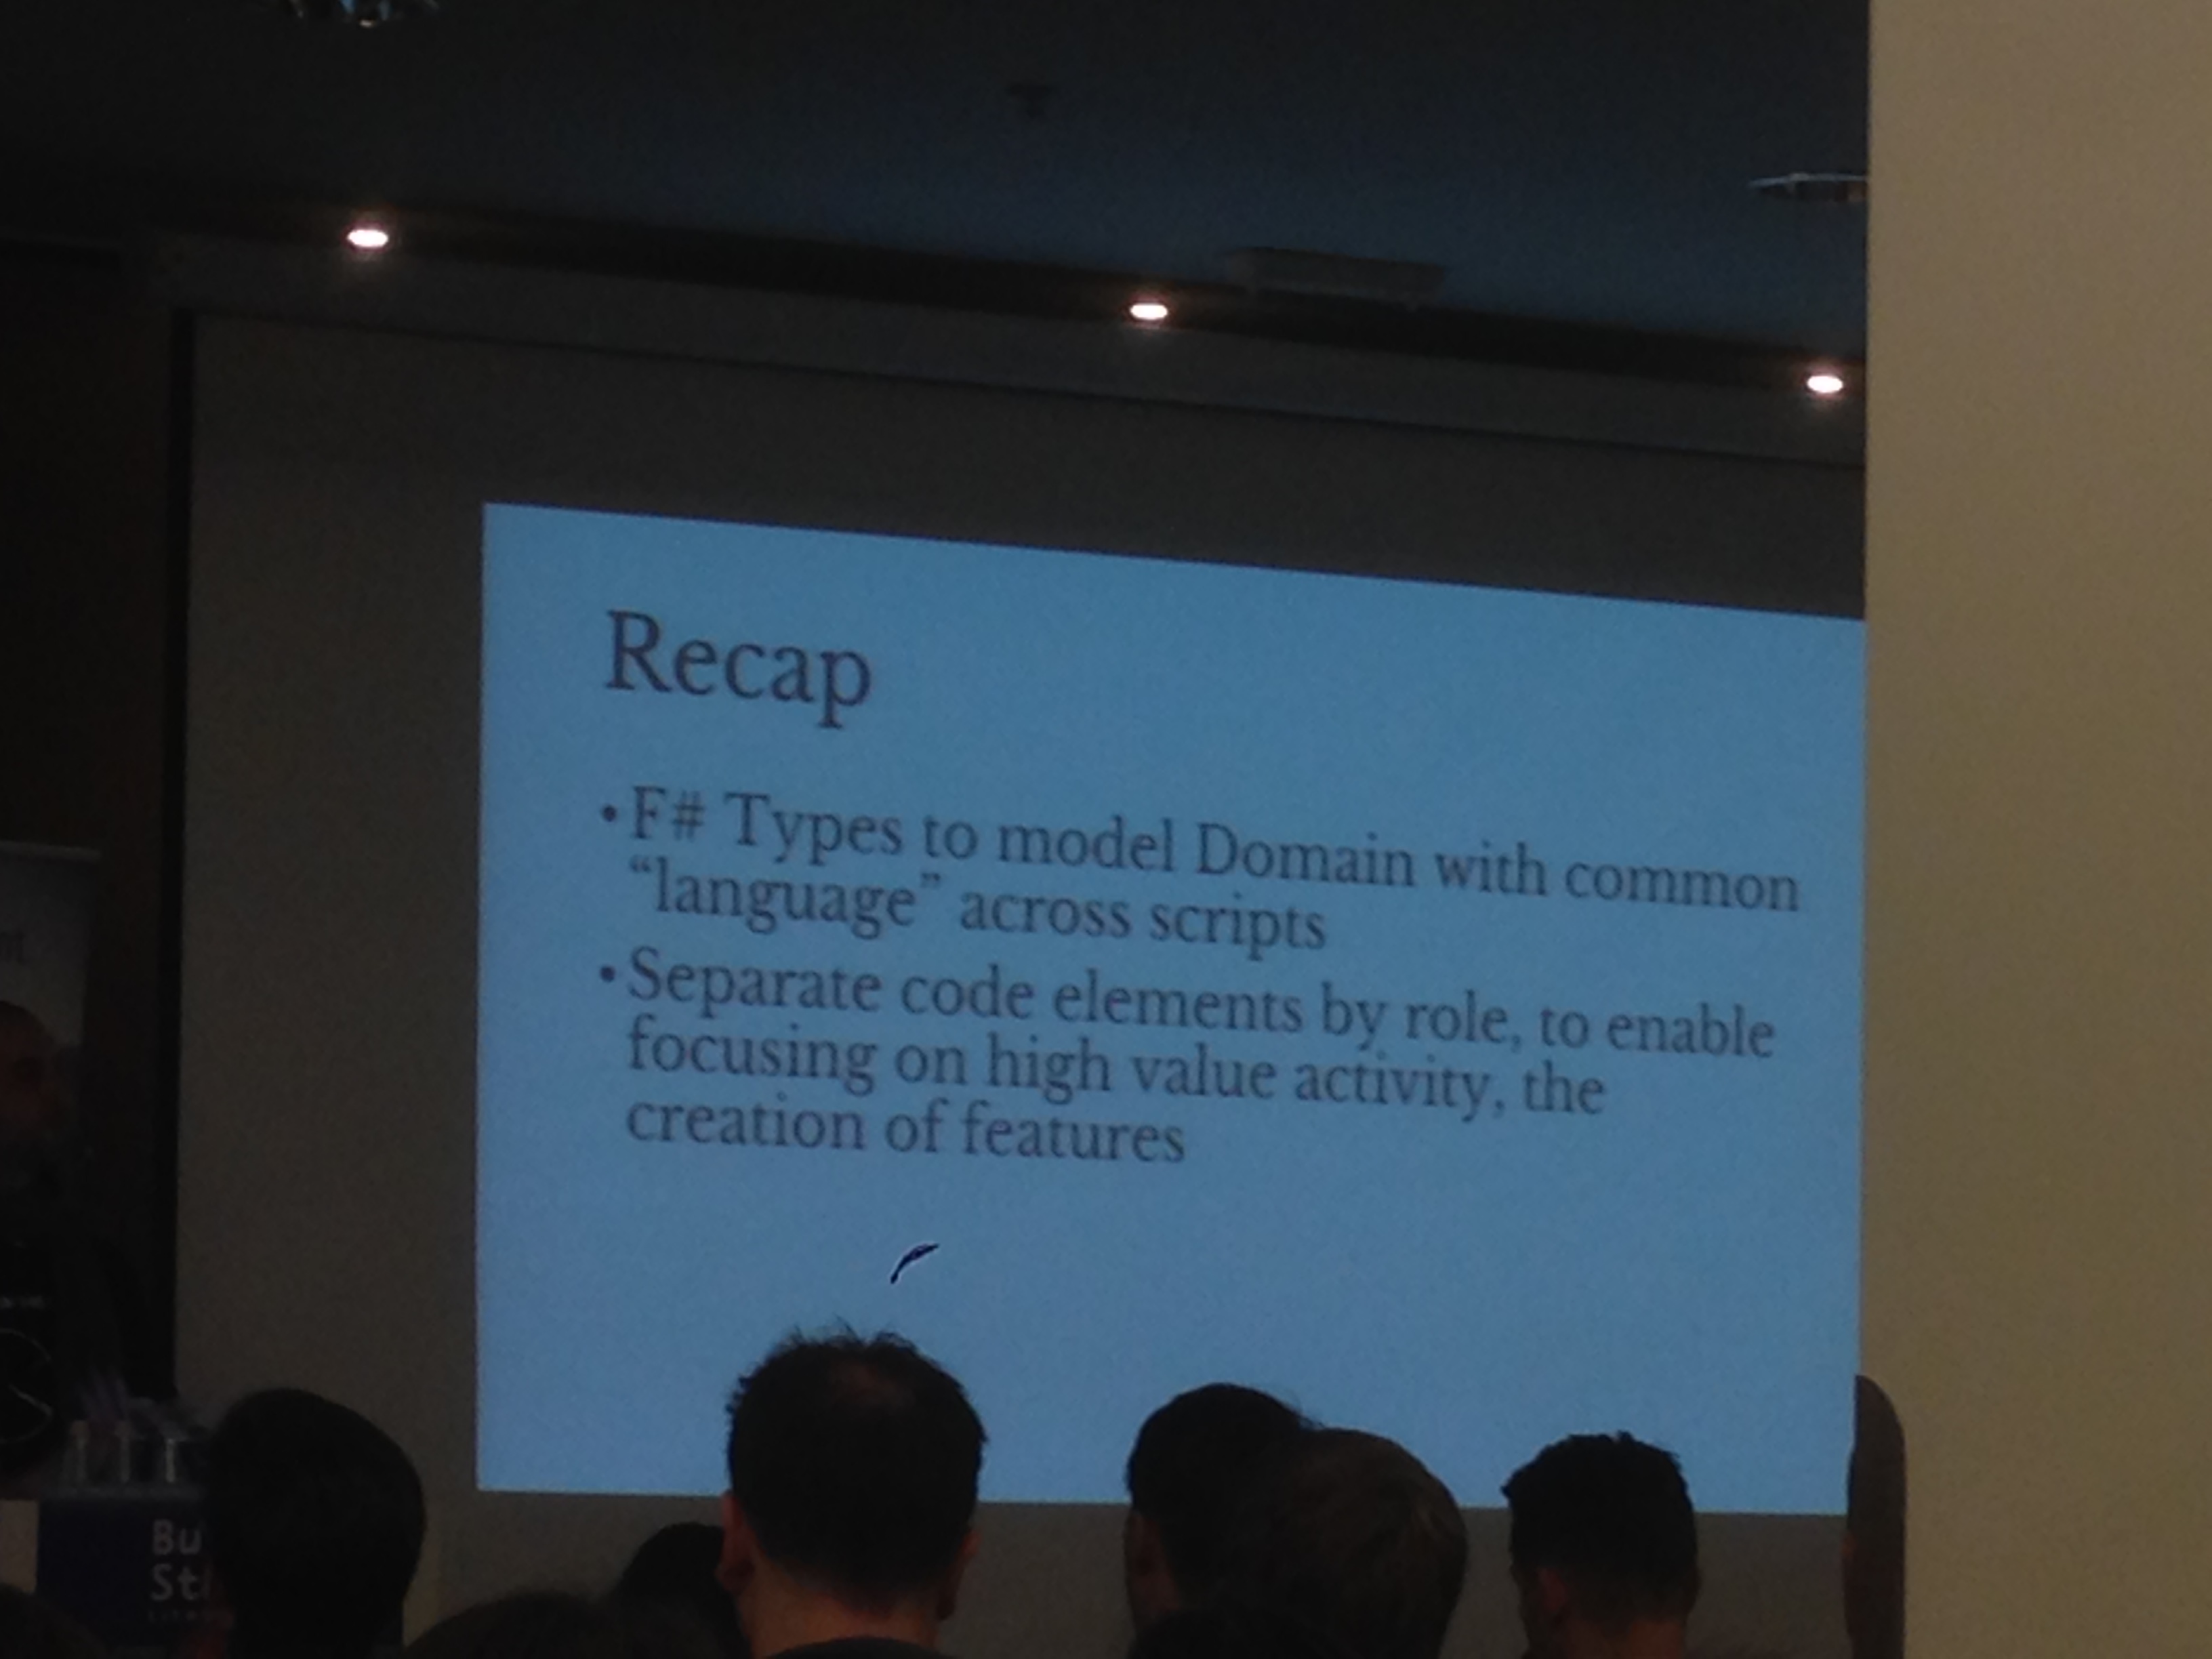 Recap
•F# Types to model Domain with common
“language” across scripts
•Separate code elements by role, to enable
focusing on high value activity, the
creation of features
Bu
St